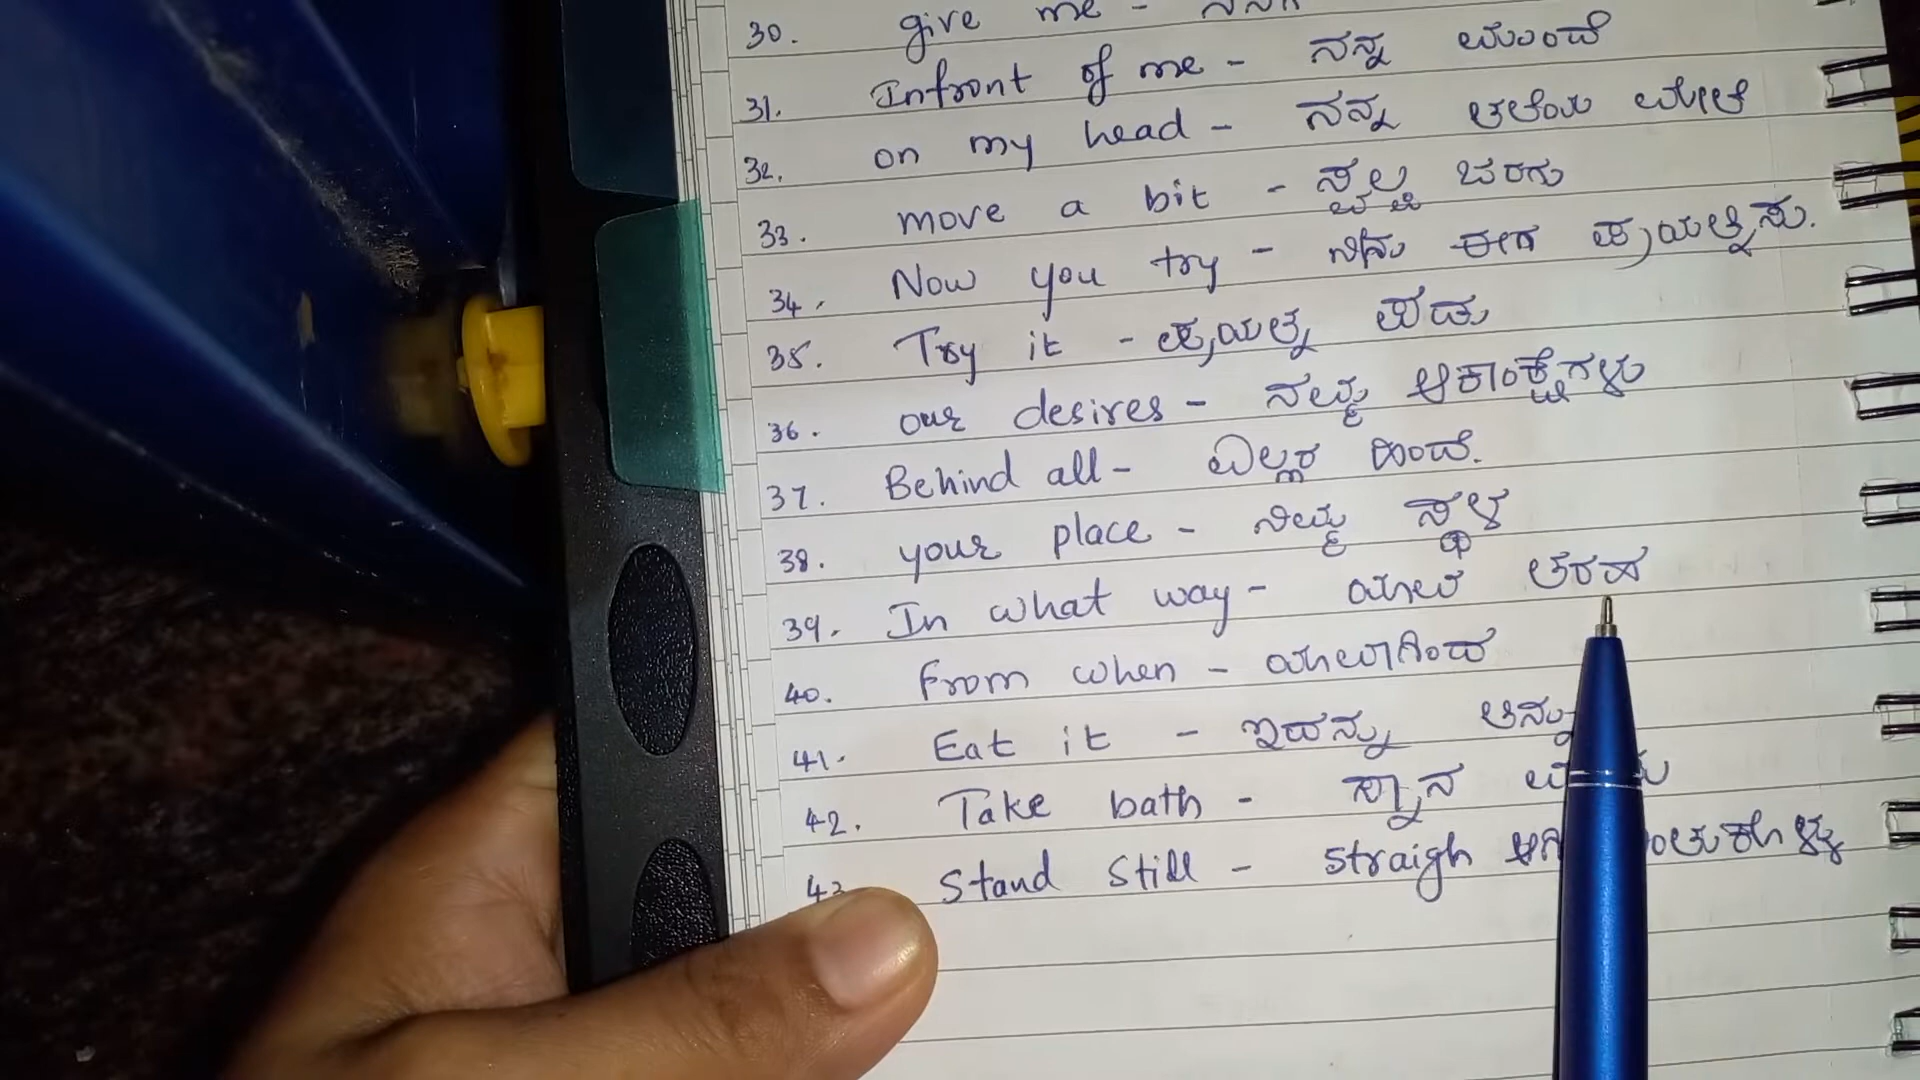 30. give me - ನನಗೆ
31. Infront of me - ನನ್ನ ಮುಂದೆ
32. on my head - ನನ್ನ ತಲೆಯ ಮೇಲೆ
33. move a bit - ಸ್ವಲ್ಪ ಜರಗು
34. Now you try - ನೀನು ಈಗ ಪ್ರಯತ್ನಿಸು.
35. Try it - ಪ್ರಯತ್ನ ಪಡು
36. our desires - ನಮ್ಮ ಆಕಾಂಕ್ಷೆಗಳು
37. Behind all - ಎಲ್ಲರ ಹಿಂದೆ.
38. your place - ನಿಮ್ಮ ಸ್ಥಳ
39. In what way - ಯಾವ ತರಹ
40. From when - ಯಾವಾಗಿಂದ
41. Eat it - ಇದನ್ನು ತಿನ್ನು
42. Take bath - ಸ್ನಾನ
43. Stand Still - Straigh